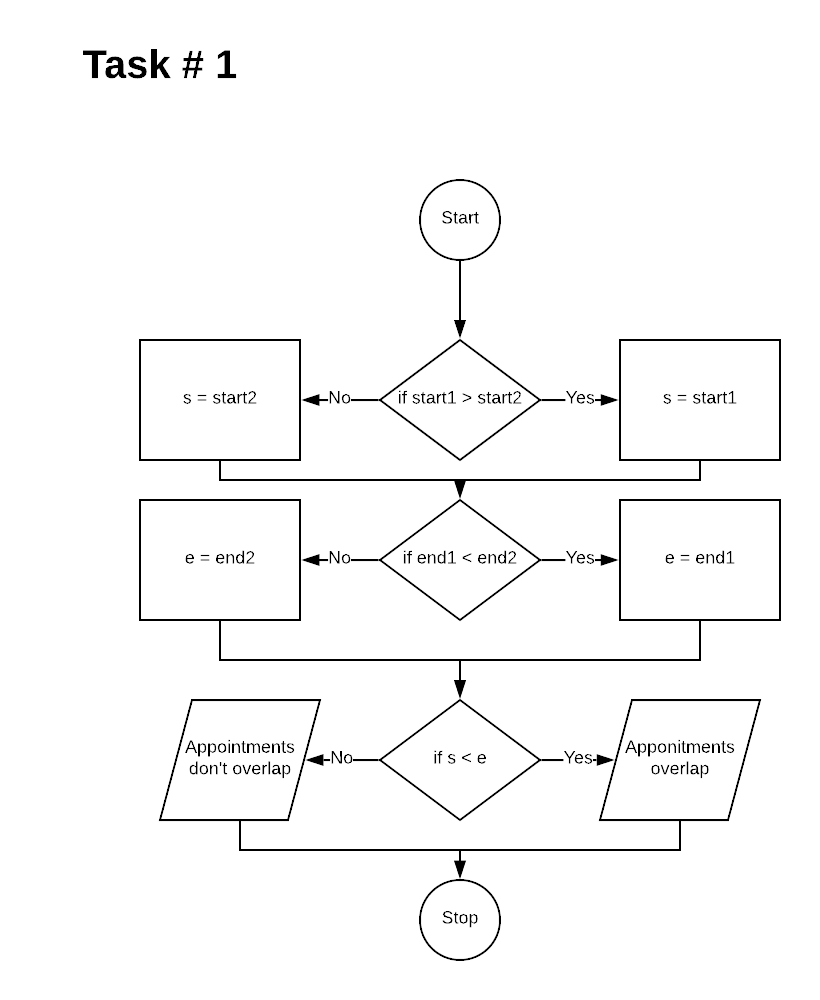 Task # 1
Start
s = start2
No
if start1 > start2
Yes
s = start1
e = end2
No
if end1 < end2
Yes
e = end1
Appointments
don't overlap
No
if s < e
Yes
Apponitments
overlap
Stop